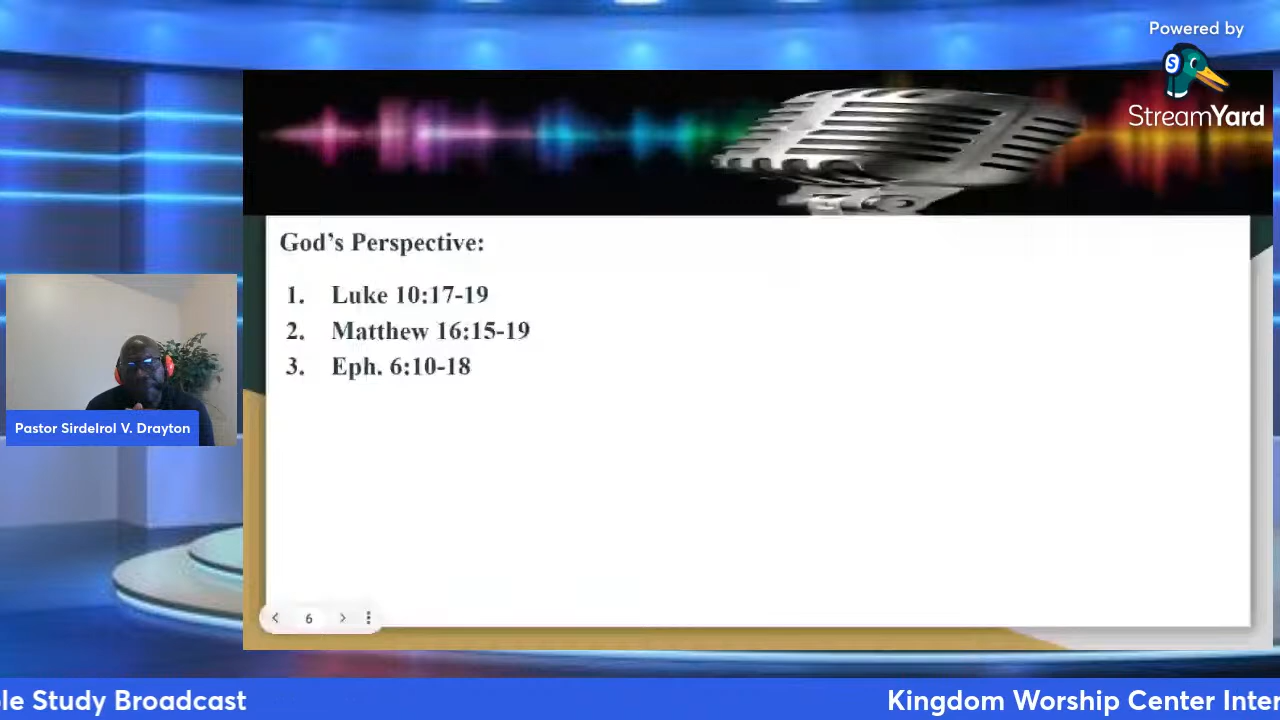 Powered by
StreamYard
God's Perspective:
1. Luke 10:17-19
2. Matthew 16:15-19
3. Eph. 6:10-18
Pastor Sirdelrol V. Drayton
6
le Study Broadcast
Kingdom Worship Center Inter